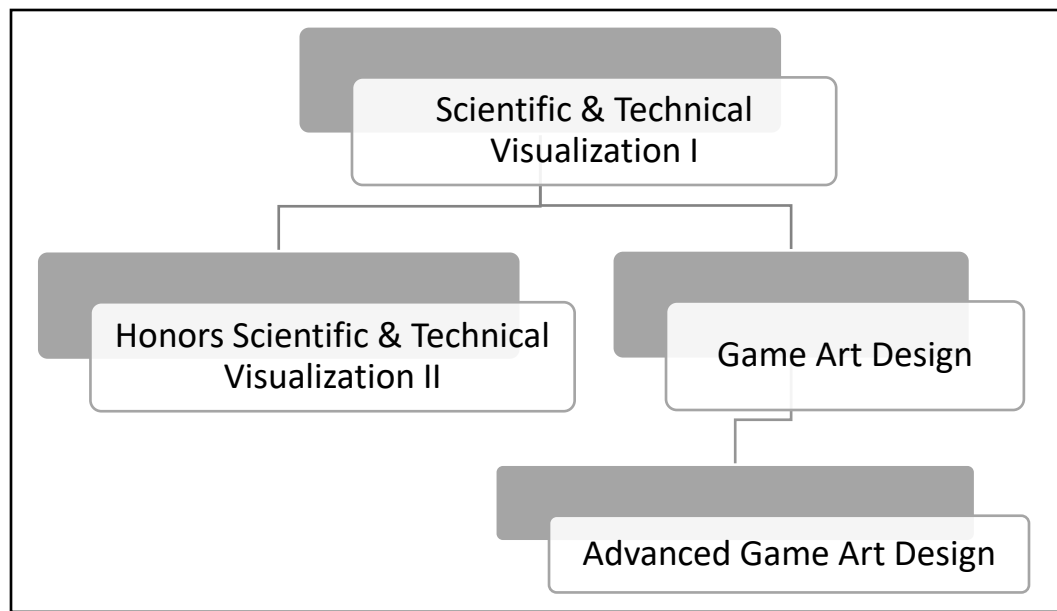 Scientific & Technical
Visualization I
Honors Scientific & Technical
Visualization II
Game Art Design
Advanced Game Art Design